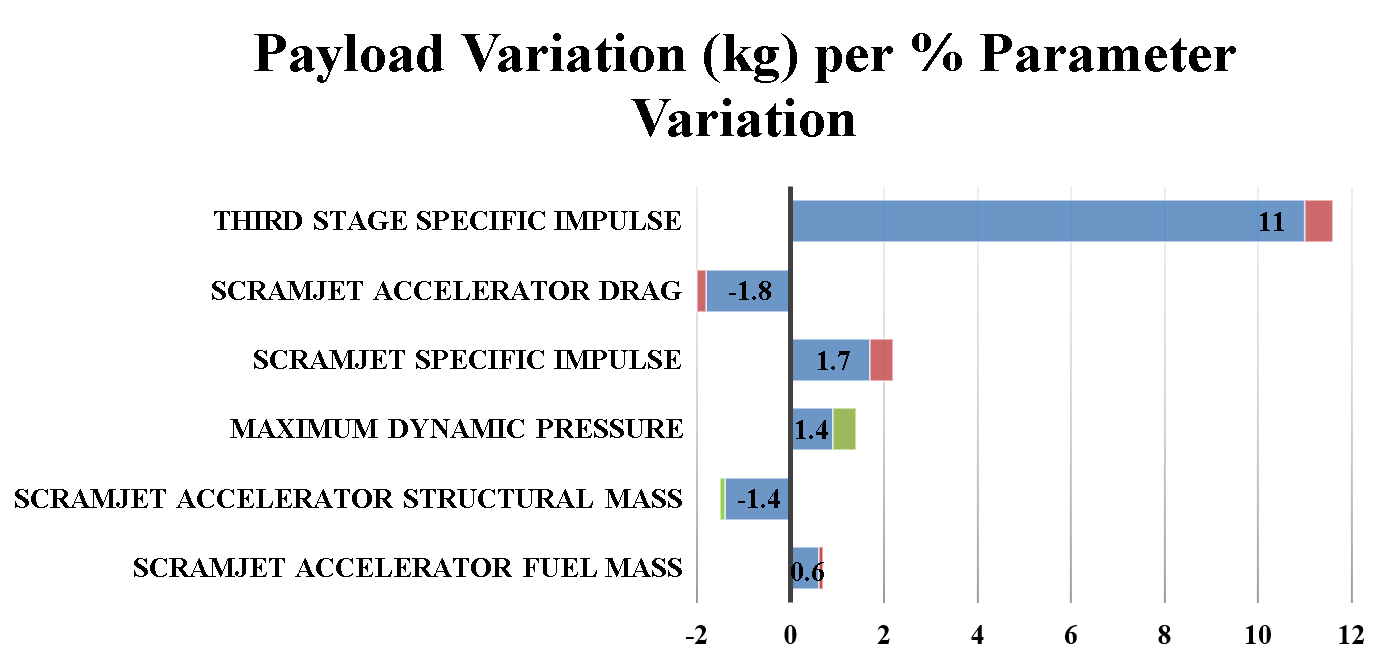 Payload Variation (kg) per % Parameter
Variation
THIRD STAGE SPECIFIC IMPULSE
11
SCRAMJET ACCELERATOR DRAG
-1.8
SCRAMJET SPECIFIC IMPULSE
1.7
MAXIMUM DYNAMIC PRESSURE
1.4
SCRAMJET ACCELERATOR STRUCTURAL MASS
-1.4
SCRAMJET ACCELERATOR FUEL MASS
0.6
-2 0 2 4 6 8 10 12